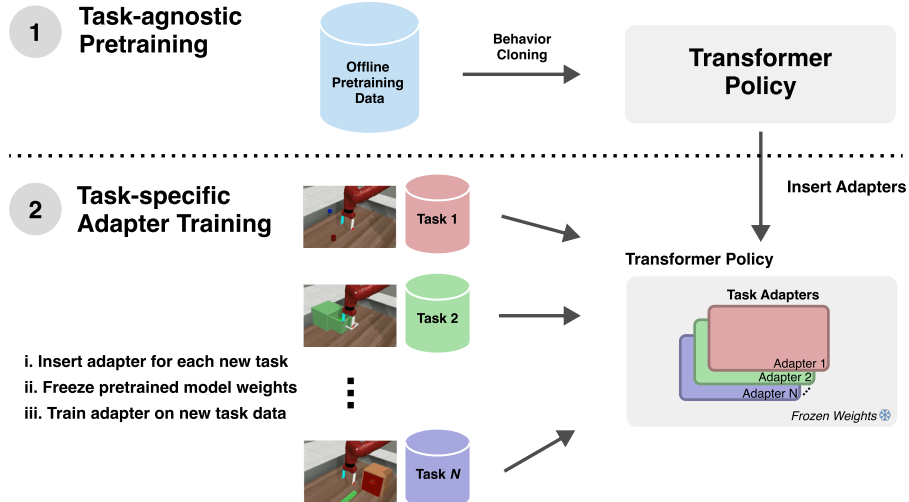 1
Task-agnostic
Pretraining
Offline
Pretraining
Data
Behavior
Cloning
Transformer
Policy
Insert Adapters
2
Task-specific
Adapter Training
Task 1
Task 2
Task N
i. Insert adapter for each new task
ii. Freeze pretrained model weights
iii. Train adapter on new task data
Transformer Policy
Task Adapters
Adapter 1
Adapter 2
Adapter N
Frozen Weights